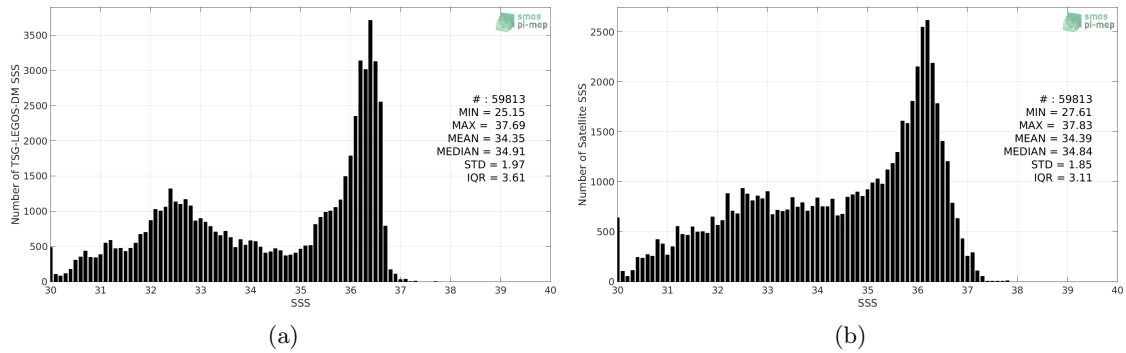 Number of TSG-LEGOS-DM SSS
3500
3000
2500
2000
1500
1000
500
0
smos
pi-mep
# : 59813
MIN = 25.15
MAX = 37.69
MEAN = 34.35
MEDIAN = 34.91
STD = 1.97
IQR = 3.61
30 31 32 33 34 35 36 37 38 39 40
SSS
(a)
Number of Satellite SSS
2500
2000
1500
1000
500
0
smos
pi-mep
# : 59813
MIN = 27.61
MAX = 37.83
MEAN = 34.39
MEDIAN = 34.84
STD = 1.85
IQR = 3.11
30 31 32 33 34 35 36 37 38 39 40
SSS
(b)